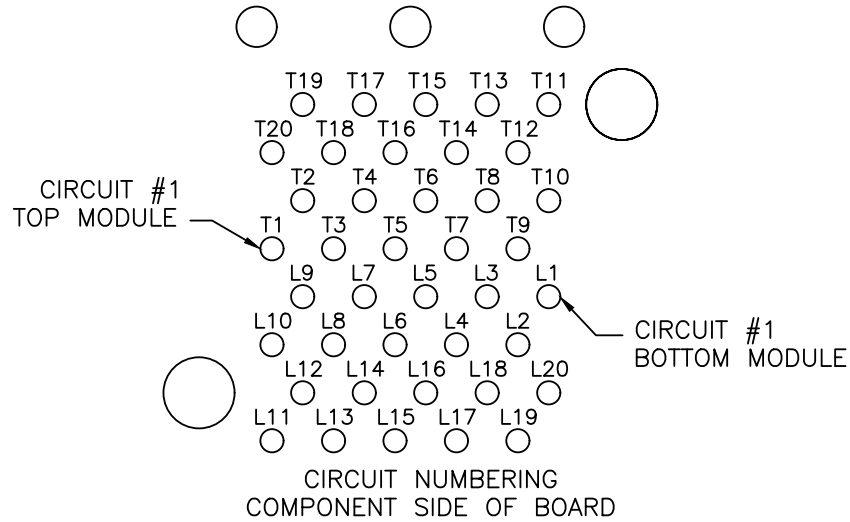 T19 T17 T15 T13 T11
T20 T18 T16 T14 T12
T2 T4 T6 T8 T10
CIRCUIT #1
TOP MODULE
T1 T3 T5 T7 T9
L9 L7 L5 L3 L1
L10 L8 L6 L4 L2
CIRCUIT #1
BOTTOM MODULE
L12 L14 L16 L18 L20
L11 L13 L15 L17 L19
CIRCUIT NUMBERING
COMPONENT SIDE OF BOARD